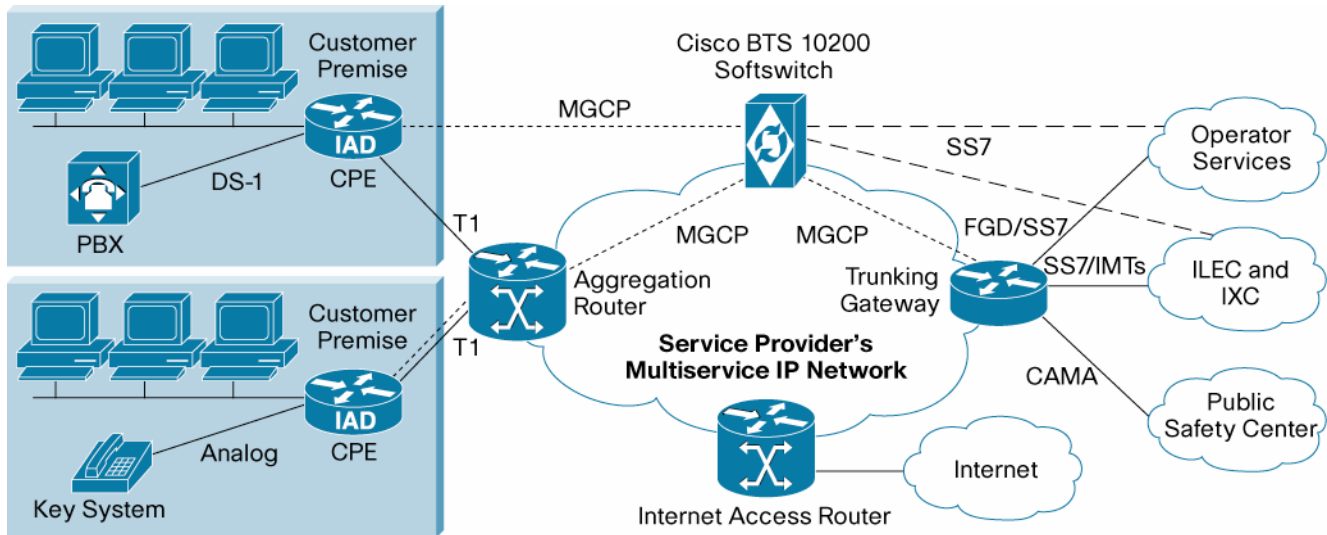 Customer
Premise
IAD
CPE
DS-1
PBX
T1
Customer
Premise
IAD
CPE
Analog
Key System
T1
Cisco BTS 10200
Softswitch
MGCP
MGCP
MGCP
SS7
Aggregation
Router
Trunking
Gateway
Service Provider's
Multiservice IP Network
Internet Access Router
Internet
FGD/SS7
SS7/IMTs
CAMA
Operator
Services
ILEC and
IXC
Public
Safety Center